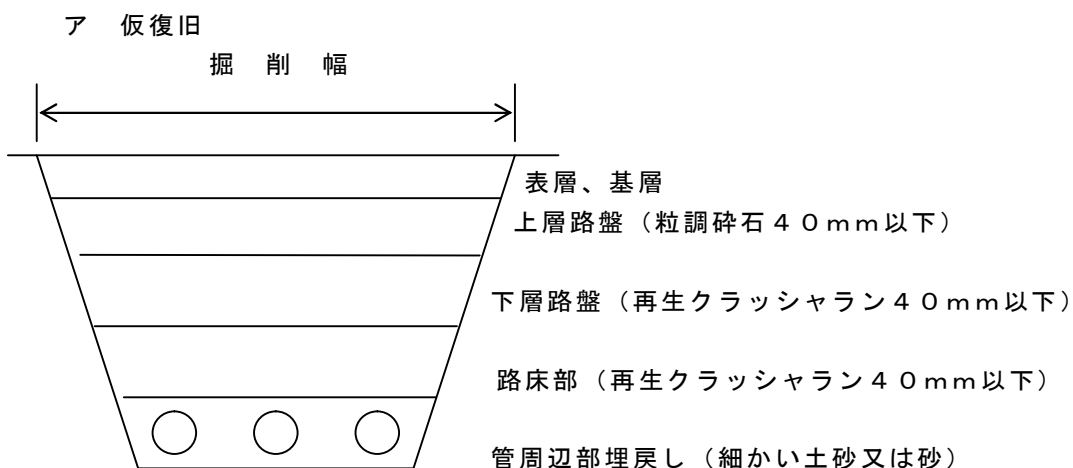 ア　仮復旧
掘　削　幅
表層、基層
上層路盤（粒調砕石４０ｍｍ以下）
下層路盤（再生クラッシャラン４０ｍｍ以下）
路床部（再生クラッシャラン４０ｍｍ以下）
管周辺部埋戻し（細かい土砂又は砂）